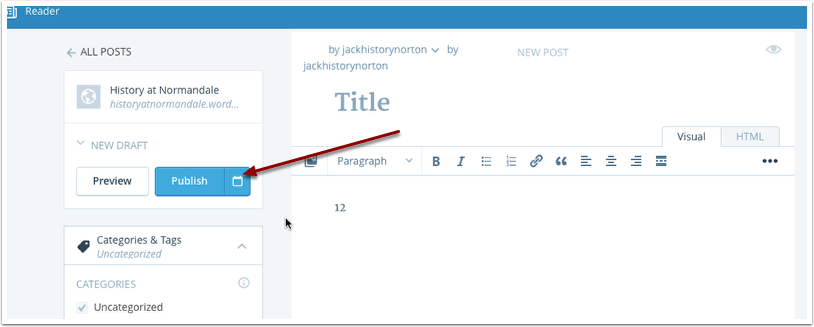 Reader
ALL POSTS
History at Normandale
historyatnormandale.word...
NEW DRAFT
Preview
Publish
Categories & Tags
Uncategorized
CATEGORIES
Uncategorized
by jackhistorynorton by
jackhistorynorton
NEW POST
Title
Visual
HTML
Paragraph
B I
12